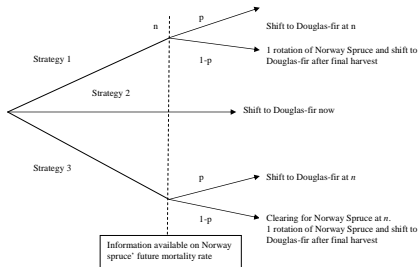 n
p
Shift to Douglas-fir at n
1 rotation of Norway Spruce and shift to
Douglas-fir after final harvest
1-p
Strategy 1
Strategy 2
Shift to Douglas-fir now
Strategy 3
p
Shift to Douglas-fir at n
1-p
Clearing for Norway Spruce at n.
1 rotation of Norway Spruce and shift to
Douglas-fir after final harvest
Information available on Norway
spruce' future mortality rate